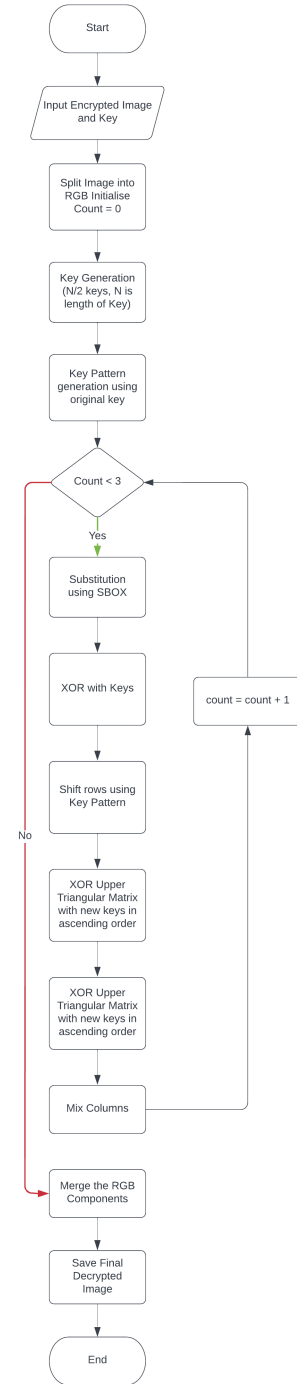 Start
Input Encrypted Image
and Key
Split Image into
RGB Initialise
Count = 0
Key Generation
(N/2 keys, N is
length of Key)
Key Pattern
generation using
original key
Count < 3
Yes
Substitution
using SBOX
XOR with Keys
count = count + 1
Shift rows using
Key Pattern
No
XOR Upper
Triangular Matrix
with new keys in
ascending order
XOR Upper
Triangular Matrix
with new keys in
ascending order
Mix Columns
Merge the RGB
Components
Save Final
Decrypted
Image
End